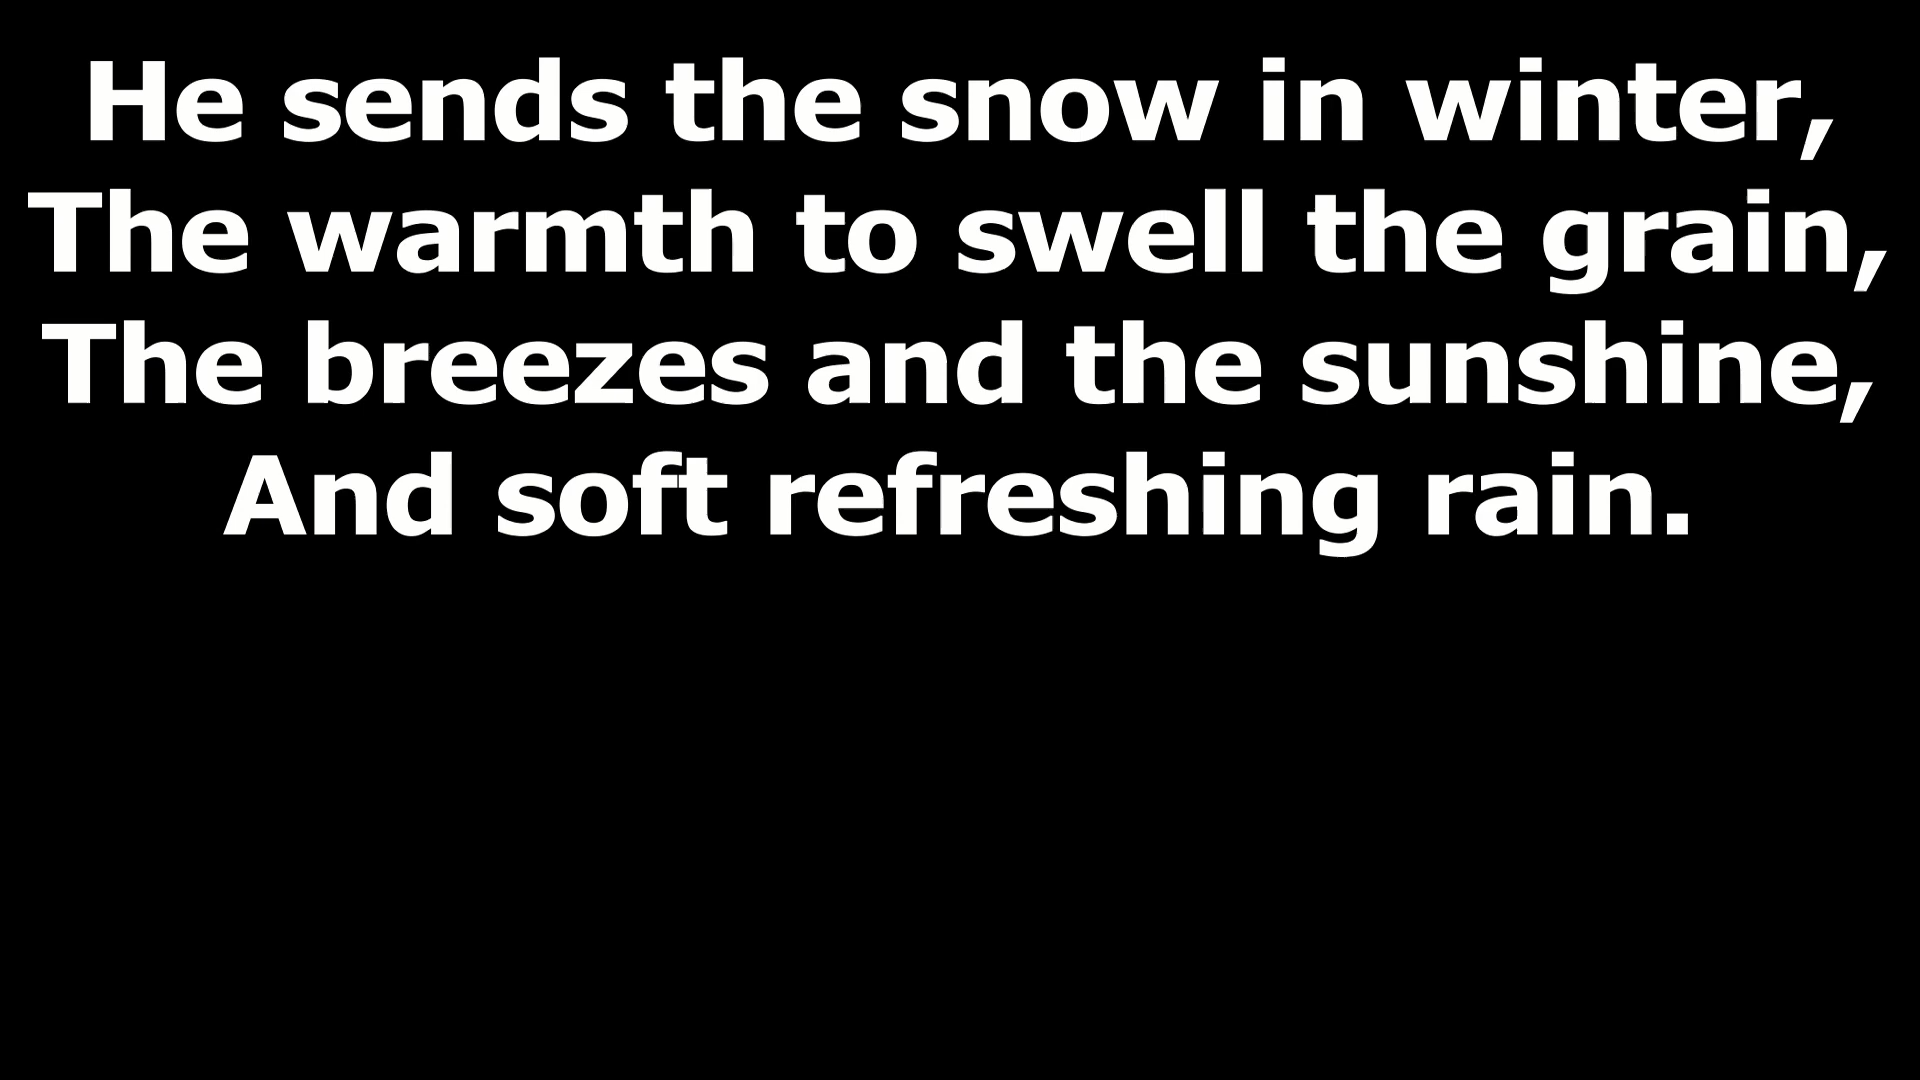 He sends the snow in winter,
The warmth to swell the grain,
The breezes and the sunshine,
And soft refreshing rain.